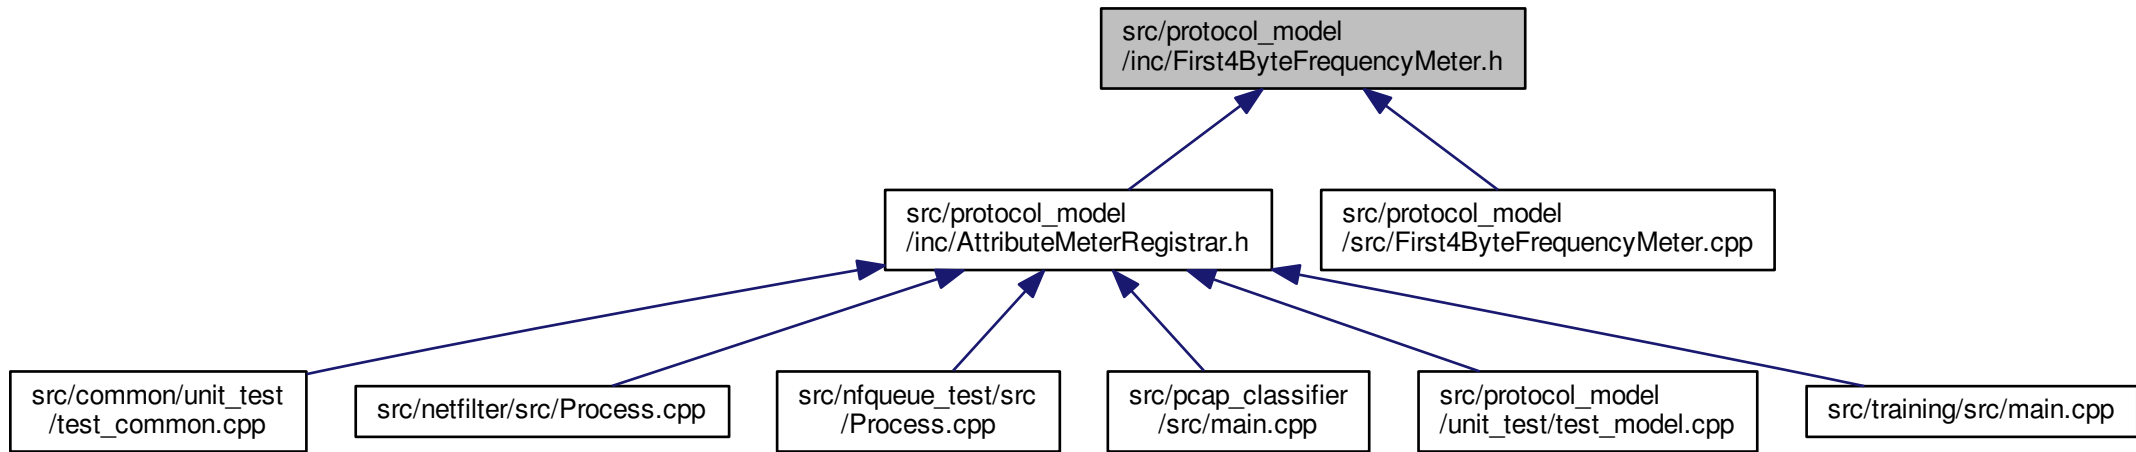 src/protocol_model
/inc/First4ByteFrequencyMeter.h
src/protocol_model
/inc/AttributeMeterRegistrar.h
src/protocol_model
/src/First4ByteFrequencyMeter.cpp
src/common/unit_test
/test_common.cpp
src/netfilter/src/Process.cpp
src/nfqueue_test/src
/Process.cpp
src/pcap_classifier
/src/main.cpp
src/protocol_model
/unit_test/test_model.cpp
src/training/src/main.cpp